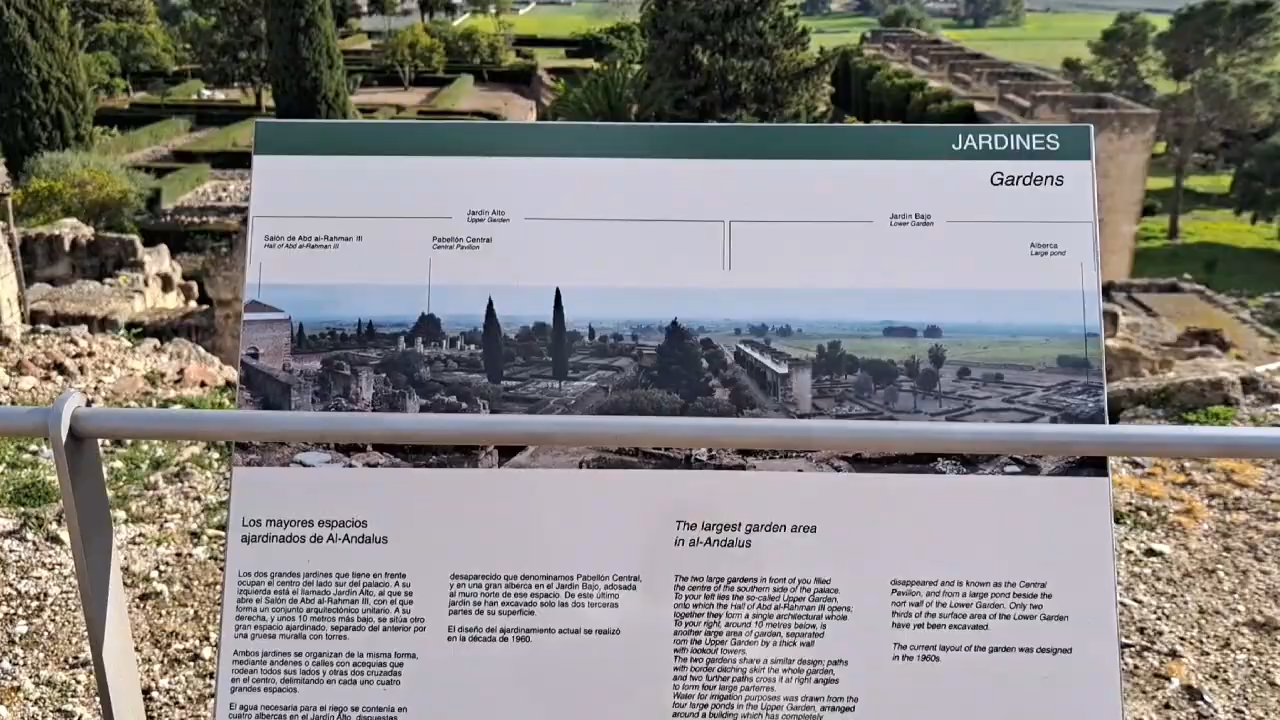 JARDINES
Gardens
Jardín Alto
Upper Garden
Jardín Bajo
Lower Garden
Salón de Abd al-Rahman III
Hall of Abd al-Rahman III
Pabellón Central
Central Pavilion
Alberca
Large pond
Los mayores espacios
ajardinados de Al-Andalus
Los dos grandes jardines que tiene en frente
ocupan el centro del lado sur del palacio. A su
izquierda está el llamado Jardín Alto, al que se
abre el Salón de Abd al-Rahman III, con el que
forma un conjunto arquitectónico unitario. A su
derecha, y unos 10 metros más bajo, se sitúa otro
gran espacio ajardinado, separado del anterior por
una gruesa muralla con torres.
Ambos jardines se organizan de la misma forma,
mediante andenes o calles con acequias que
rodean todos sus lados y otras dos cruzadas
en el centro, delimitando en cada uno cuatro
grandes espacios.
El agua necesaria para el riego se contenía en
cuatro albercas en el Jardín Alto, dispuestas
desaparecido que denominamos Pabellón Central,
y en una gran alberca en el Jardín Bajo, adosada
al muro norte de ese espacio. De este último
jardín se han excavado solo las dos terceras
partes de su superficie.
El diseño del ajardinamiento actual se realizó
en la década de 1960.
The largest garden area
in al-Andalus
The two large gardens in front of you filled
the centre of the southern side of the palace.
To your left lies the so-called Upper Garden,
onto which the Hall of Abd al-Rahman III opens;
together they form a single architectural whole.
To your right, around 10 metres below, is
another large area of garden, separated
rom the Upper Garden by a thick wall
with lookout towers.
The two gardens share a similar design; paths
with border ditching skirt the whole garden,
and two further paths cross it at right angles
to form four large parterres.
Water for irrigation purposes was drawn from the
four large ponds in the Upper Garden, arranged
around a building which has completely
disappeared and is known as the Central
Pavilion, and from a large pond beside the
nort wall of the Lower Garden. Only two
thirds of the surface area of the Lower Garden
have yet been excavated.
The current layout of the garden was designed
in the 1960s.